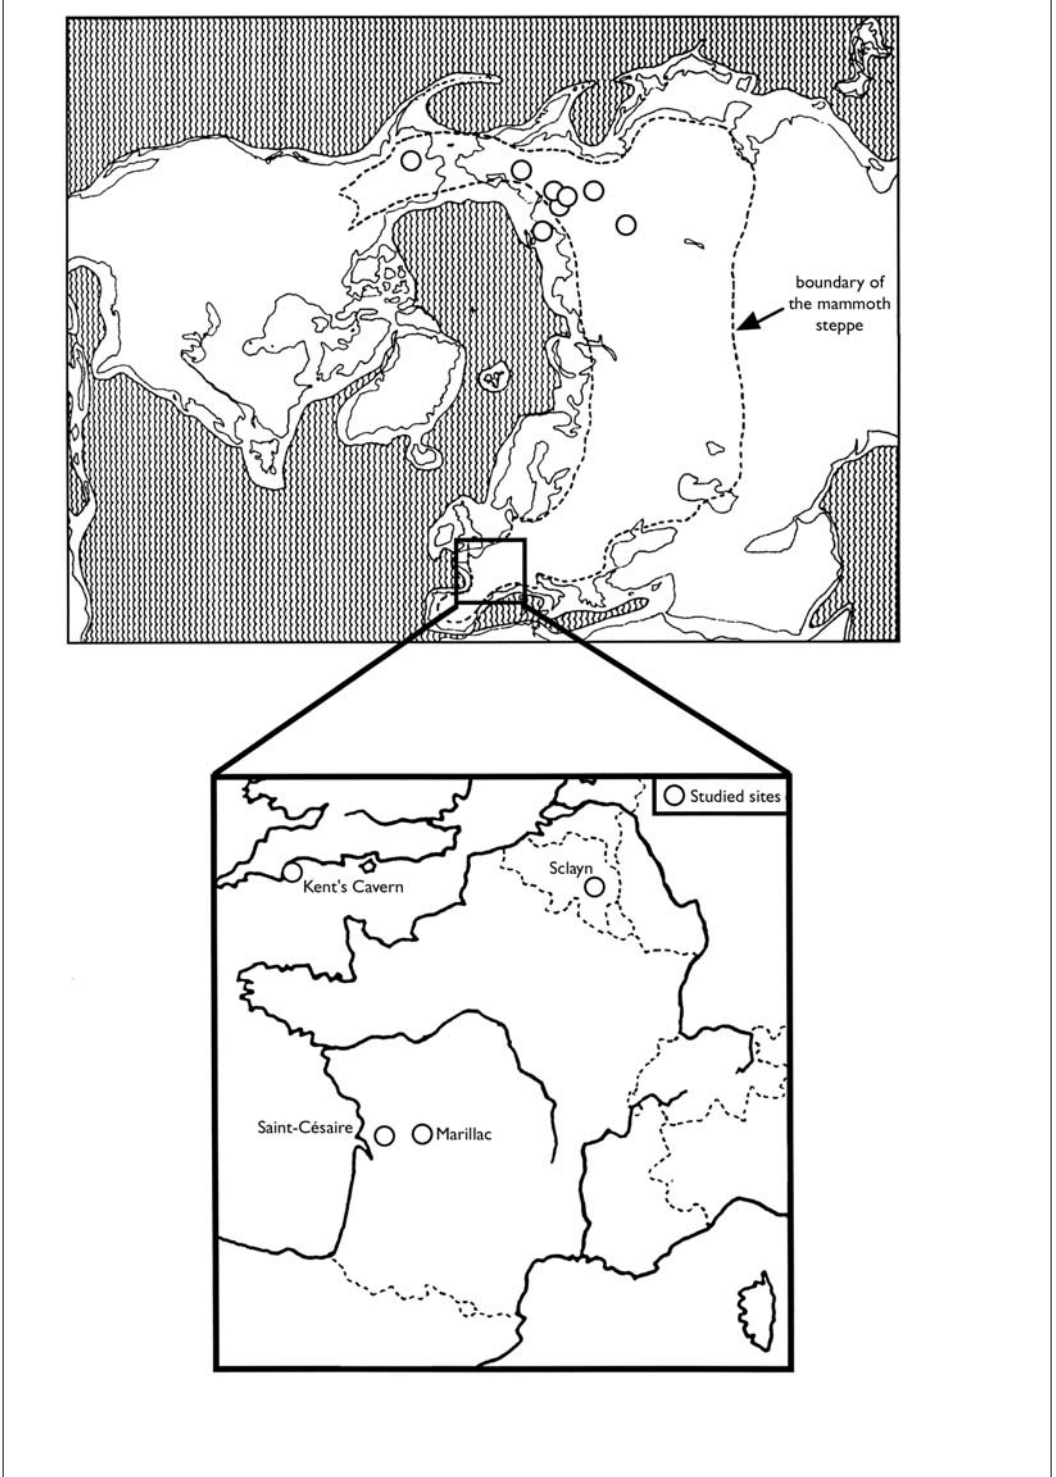 boundary of
the mammoth
steppe
Studied sites
Sclayn
Kent's Cavern
Saint-Césaire
Marillac